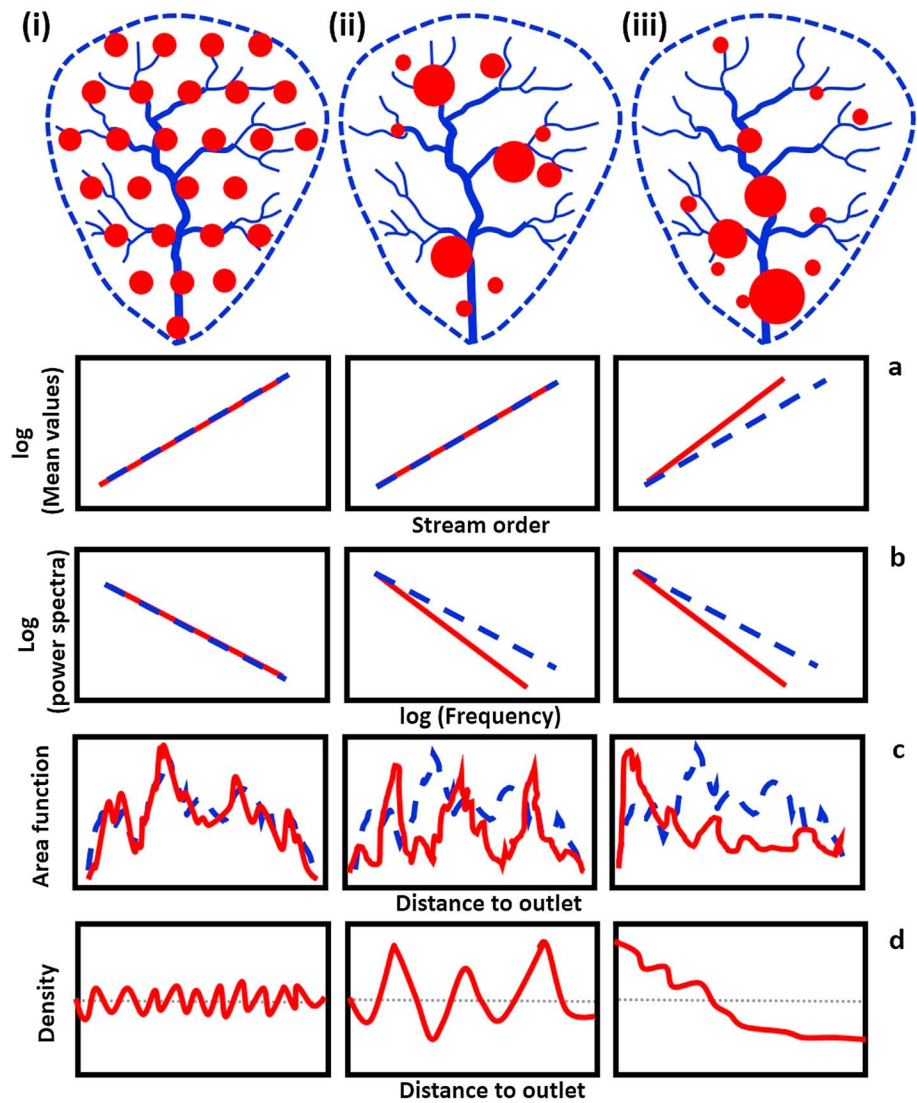 (i)
(ii)
(iii)
a
log
(Mean values)
Stream order
b
Log
(power spectra)
log (Frequency)
c
Area function
Distance to outlet
d
Density
Distance to outlet